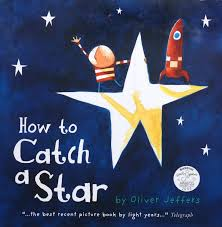 How to
Catch
a Star
by Oliver Jeffers
"...the best recent picture book by light years..." Telegraph